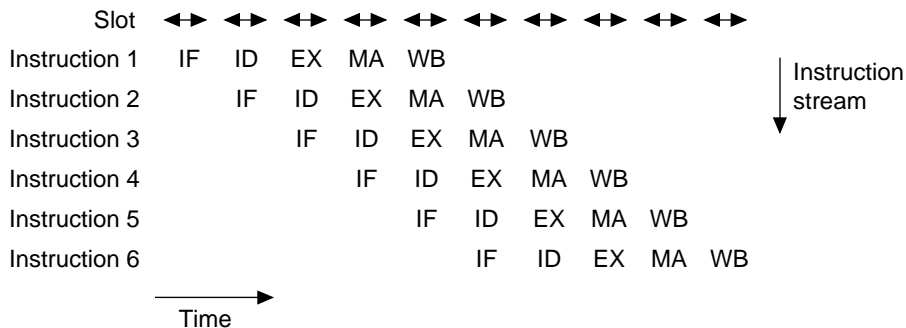 Slot
Instruction 1 IF ID EX MA WB
Instruction 2 IF ID EX MA WB
Instruction 3 IF ID EX MA WB
Instruction 4 IF ID EX MA WB
Instruction 5 IF ID EX MA WB
Instruction 6 IF ID EX MA WB
Instruction
stream
Time